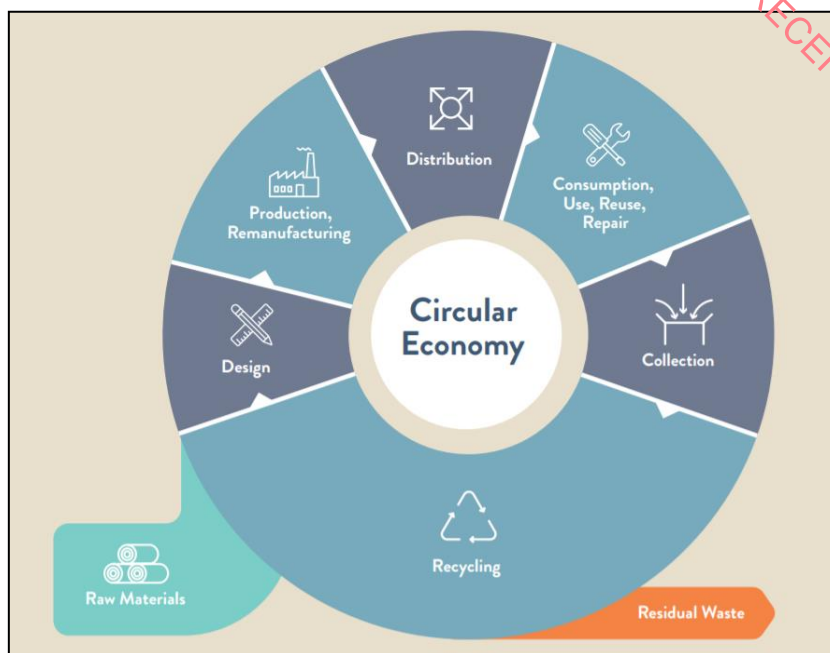 Distribution
Consumption,
Use, Reuse,
Repair
Production,
Remanufacturing
Circular
Economy
Design
Collection
Recycling
Raw Materials
Residual Waste